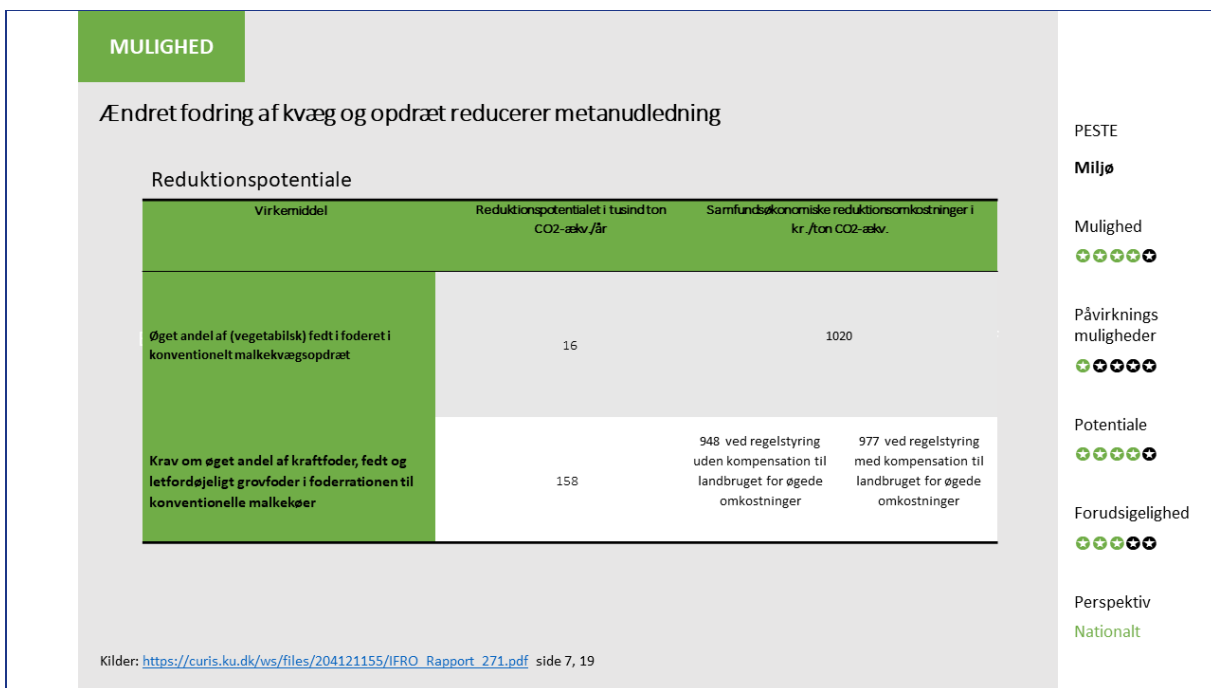 MULIGHED
Ændret fodring af kvæg og opdræt reducerer metanudledning
Reduktionspotentiale
Virkemiddel
Reduktionspotentialet i tusind ton
CO2-ækv./år
Samfundsøkonomiske reduktionsomkostninger i
kr./ton CO2-ækv.
Øget andel af (vegetabilsk) fedt i foderet i
konventionelt malkekvægsopdræt
16
1020
Krav om øget andel af kraftfoder, fedt og
letfordøjeligt grovfoder i foderrationen til
konventionelle malkekøer
158
948 ved regelstyring
uden kompensation til
landbruget for øgede
omkostninger
977 ved regelstyring
med kompensation til
landbruget for øgede
omkostninger
Kilder: https://curis.ku.dk/ws/files/204121155/IFRO_Rapport_271.pdf side 7, 19
PESTE
Miljø
Mulighed
Påvirknings
muligheder
Potentiale
Forudsigelighed
Perspektiv
Nationalt